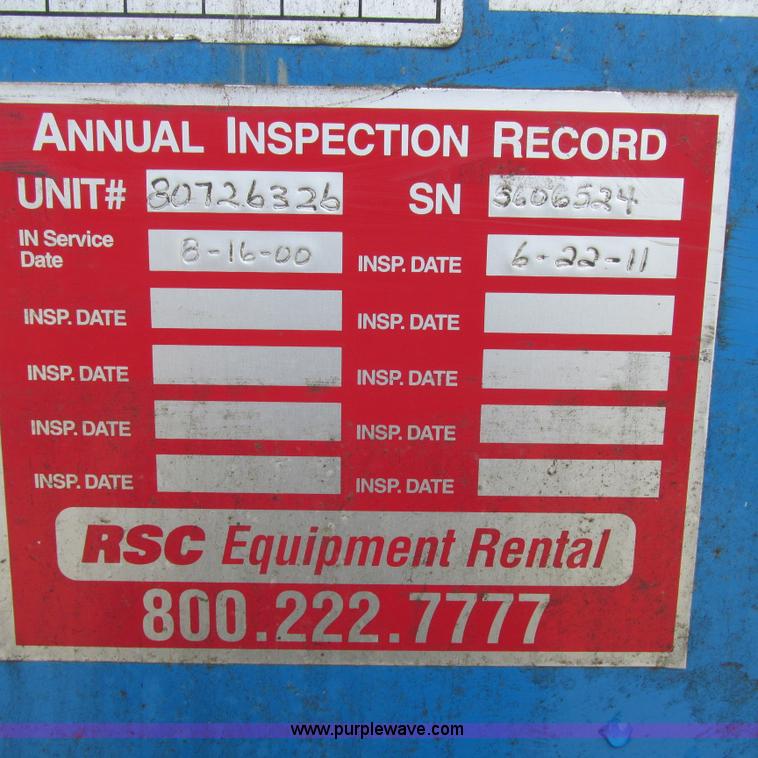 ANNUAL INSPECTION RECORD
UNIT# 80726326 SN 5606524
IN Service Date 8-16-00 INSP. DATE 6-22-11
INSP. DATE INSP. DATE
INSP. DATE INSP. DATE
INSP. DATE INSP. DATE
INSP. DATE INSP. DATE
RSC Equipment Rental
800.222.7777
www.purplewave.com